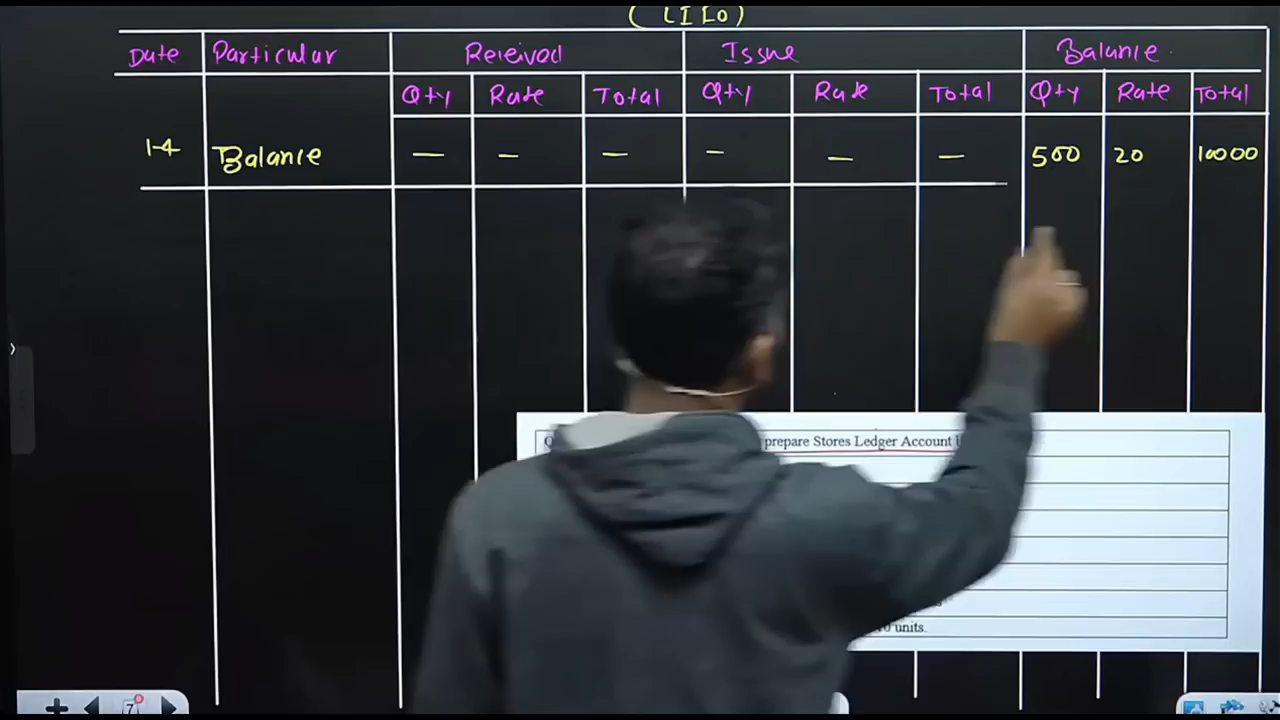 (LILO)
Date Particular Received Issue Balance
Qty Rate Total Qty Rate Total Qty Rate Total
1-4 Balance — — — — — — 500 20 10000
prepare Stores Ledger Account
units.